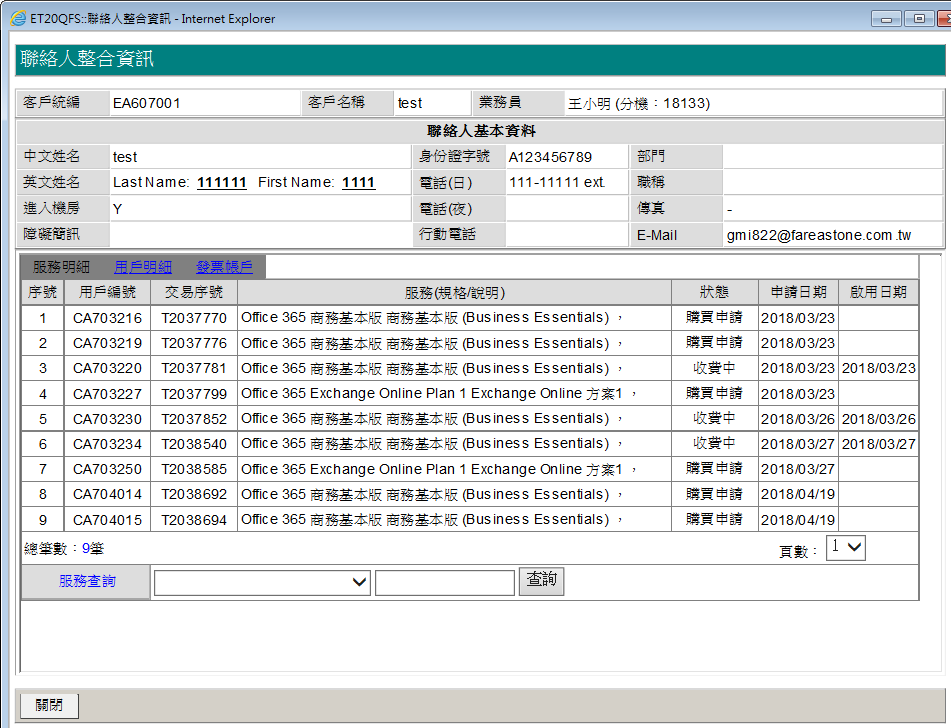 ET20QFS::聯絡人整合資訊 - Internet Explorer
聯絡人整合資訊
客戶統編 EA607001 客戶名稱 test 業務員 王小明 (分機：18133)
聯絡人基本資料
中文姓名 test 身份證字號 A123456789 部門
英文姓名 Last Name: 111111 First Name: 1111 電話(日) 111-11111 ext. 職稱
進入機房 Y 電話(夜) 傳真 -
障礙簡訊 行動電話 E-Mail gmi822@fareastone.com.tw
服務明細 用戶明細 發票帳戶
序號 用戶編號 交易序號 服務(規格/說明) 狀態 申請日期 啟用日期
1 CA703216 T2037770 Office 365 商務基本版 商務基本版 (Business Essentials) ， 購買申請 2018/03/23
2 CA703219 T2037776 Office 365 商務基本版 商務基本版 (Business Essentials) ， 購買申請 2018/03/23
3 CA703220 T2037781 Office 365 商務基本版 商務基本版 (Business Essentials) ， 收費中 2018/03/23 2018/03/23
4 CA703227 T2037799 Office 365 Exchange Online Plan 1 Exchange Online 方案1 ， 購買申請 2018/03/23
5 CA703230 T2037852 Office 365 商務基本版 商務基本版 (Business Essentials) ， 收費中 2018/03/26 2018/03/26
6 CA703234 T2038540 Office 365 商務基本版 商務基本版 (Business Essentials) ， 收費中 2018/03/27 2018/03/27
7 CA703250 T2038585 Office 365 Exchange Online Plan 1 Exchange Online 方案1 ， 購買申請 2018/03/27
8 CA704014 T2038692 Office 365 商務基本版 商務基本版 (Business Essentials) ， 購買申請 2018/04/19
9 CA704015 T2038694 Office 365 商務基本版 商務基本版 (Business Essentials) ， 購買申請 2018/04/19
總筆數：9筆 頁數： 1
服務查詢 查詢
關閉